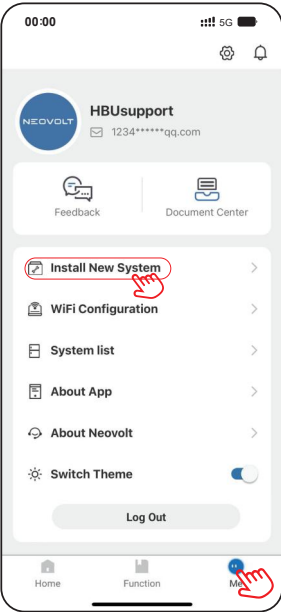 00:00 5G
NEOVOLT
HBUsupport
1234******qq.com
Feedback Document Center
Install New System
WiFi Configuration
System list
About App
About Neovolt
Switch Theme
Log Out
Home Function Me